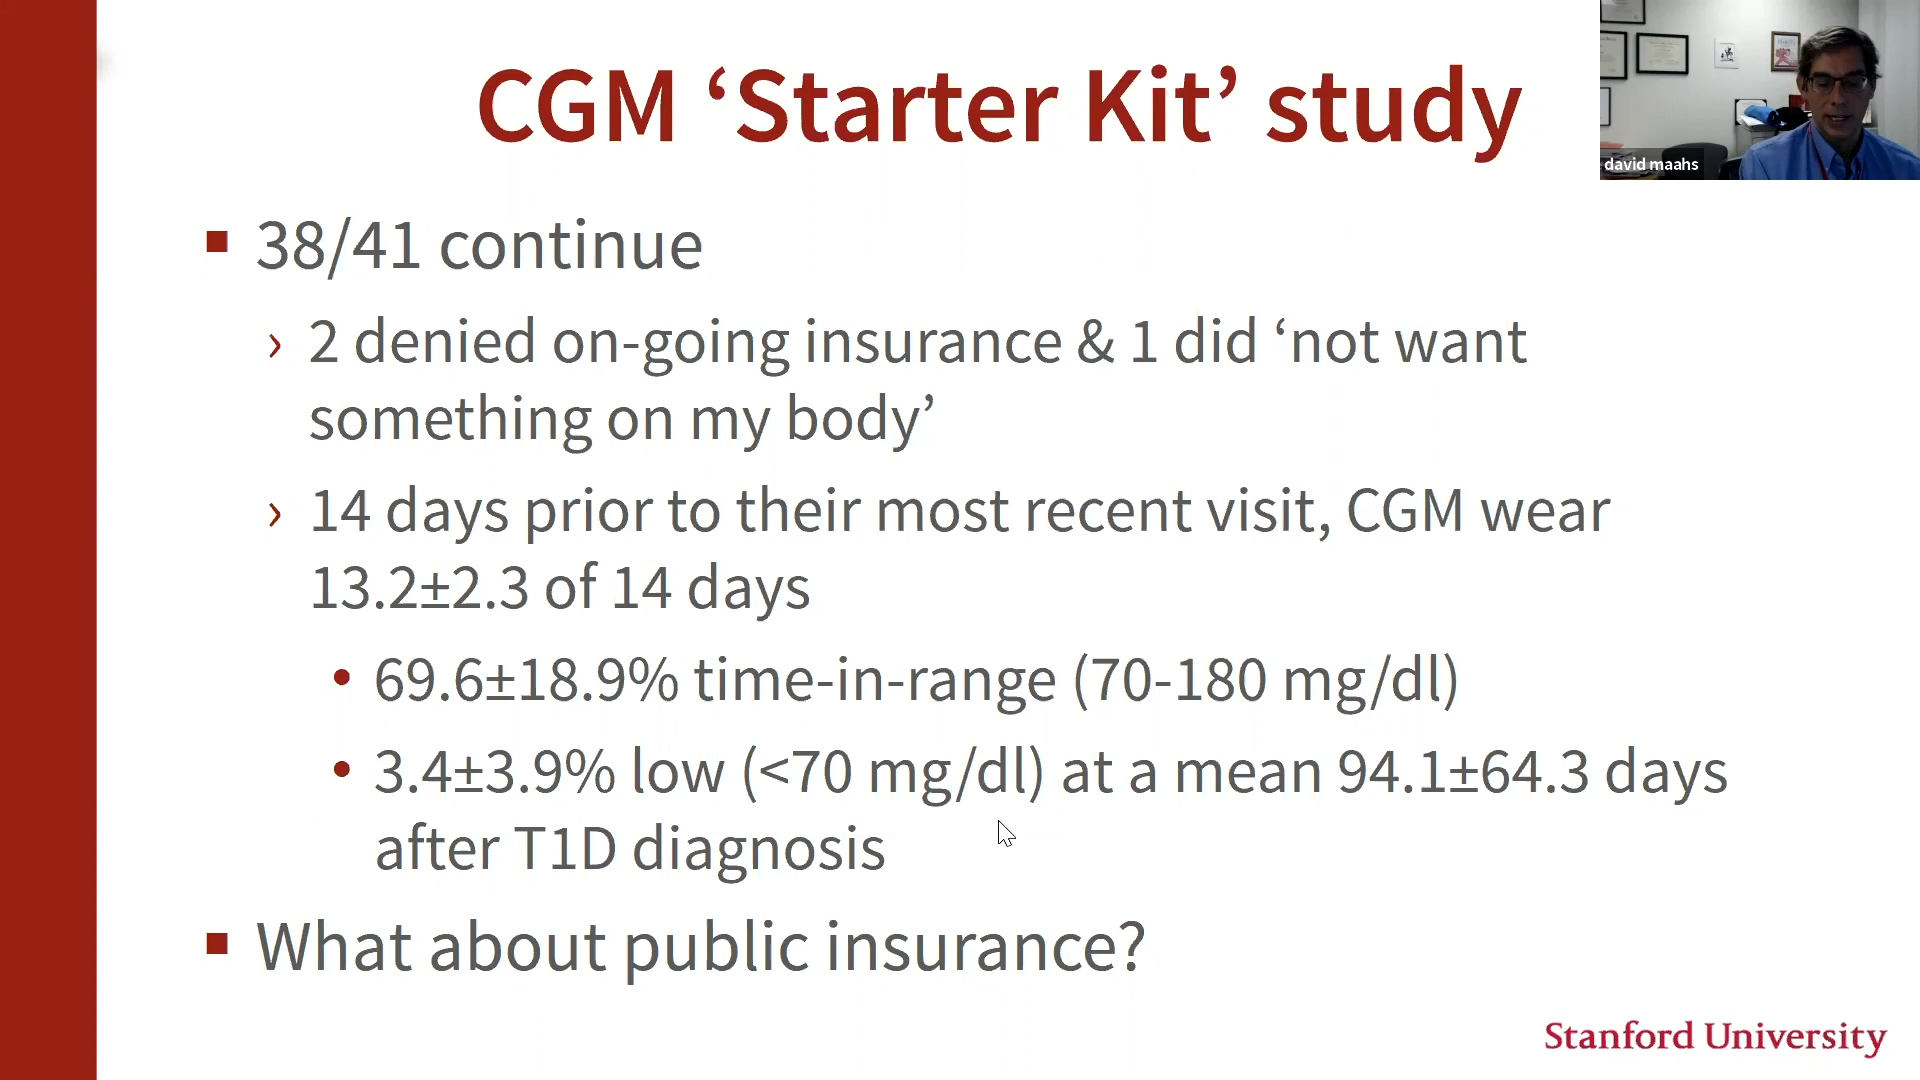 CGM ‘Starter Kit’ study
david maahs
▪ 38/41 continue
› 2 denied on-going insurance & 1 did ‘not want
something on my body’
› 14 days prior to their most recent visit, CGM wear
13.2±2.3 of 14 days
• 69.6±18.9% time-in-range (70-180 mg/dl)
• 3.4±3.9% low (<70 mg/dl) at a mean 94.1±64.3 days
after T1D diagnosis
▪ What about public insurance?
Stanford University